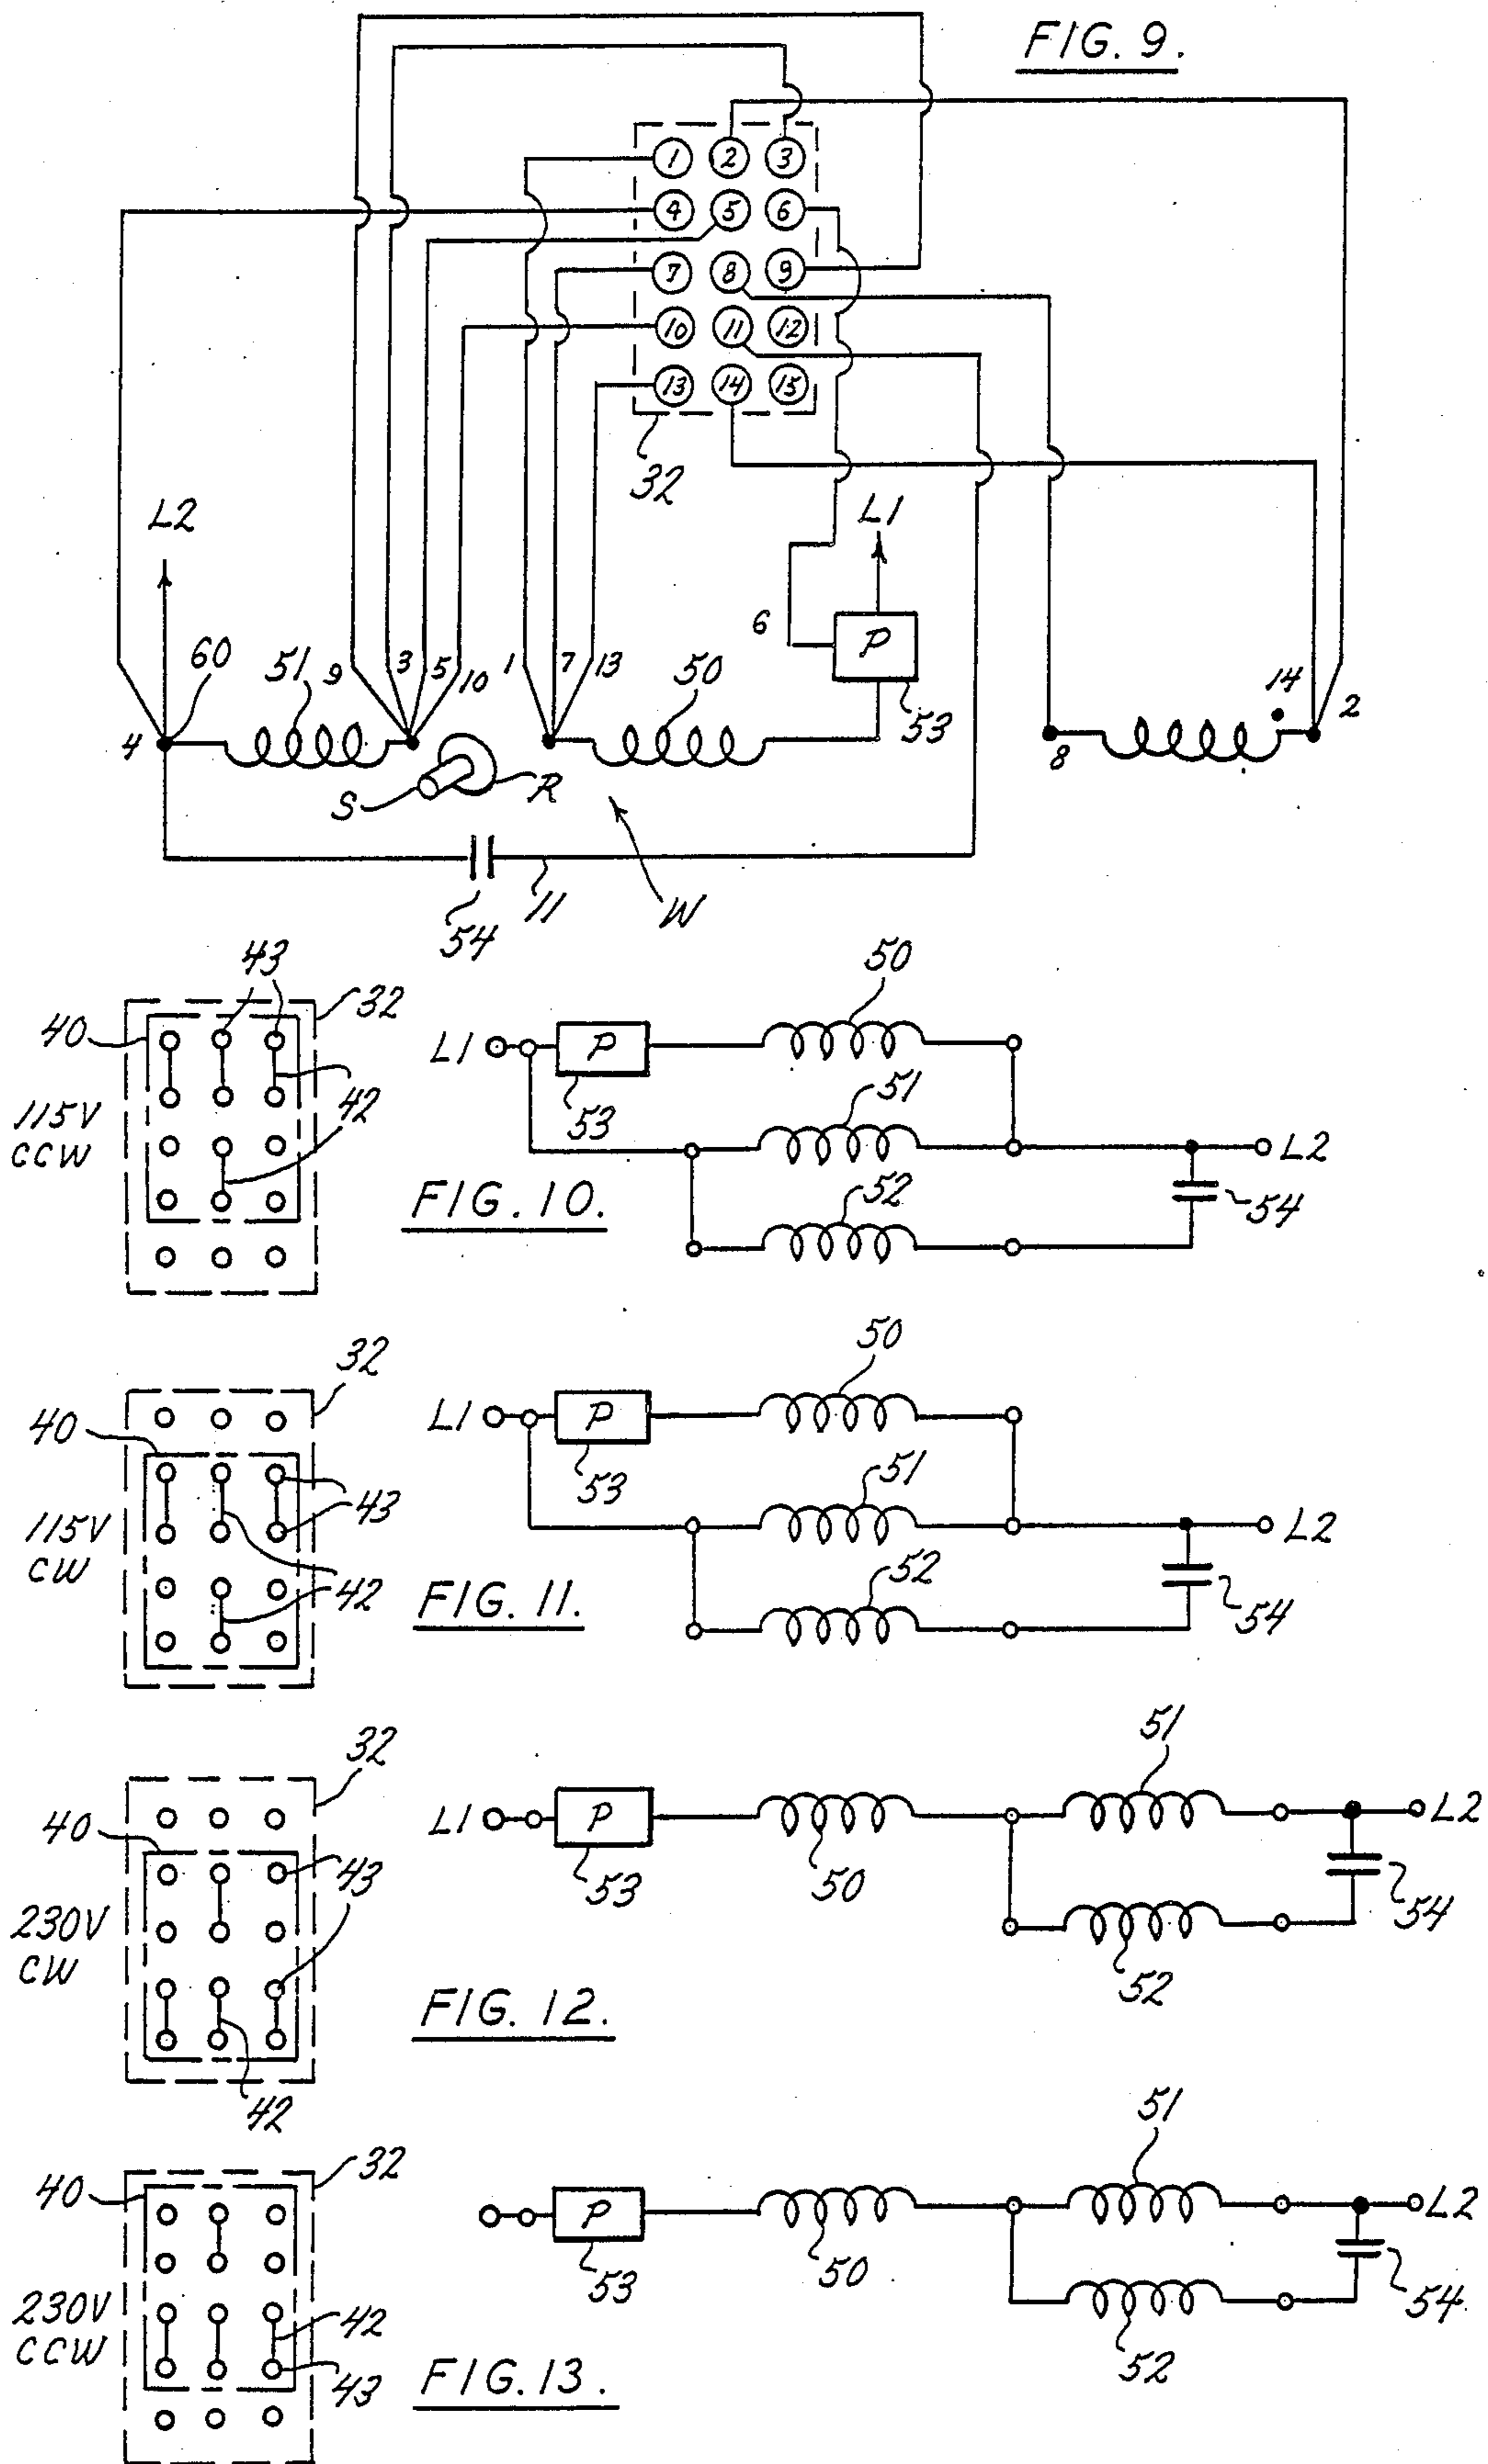 FIG. 9.
1 2 3
4 5 6
7 8 9
10 11 12
13 14 15
32
L2
L1
6
P
53
60
51
9
3
5
10
1
7
13
50
14
2
4
8
S
R
54
11
W
43
32
40
42
115V
CCW
L1
P
53
50
51
52
L2
54
FIG. 10.
32
40
43
42
115V
CW
L1
P
53
50
51
52
L2
54
FIG. 11.
32
40
43
42
230V
CW
L1
P
53
50
51
52
L2
54
FIG. 12.
32
40
42
43
230V
CCW
P
53
50
51
52
L2
54.
FIG. 13.